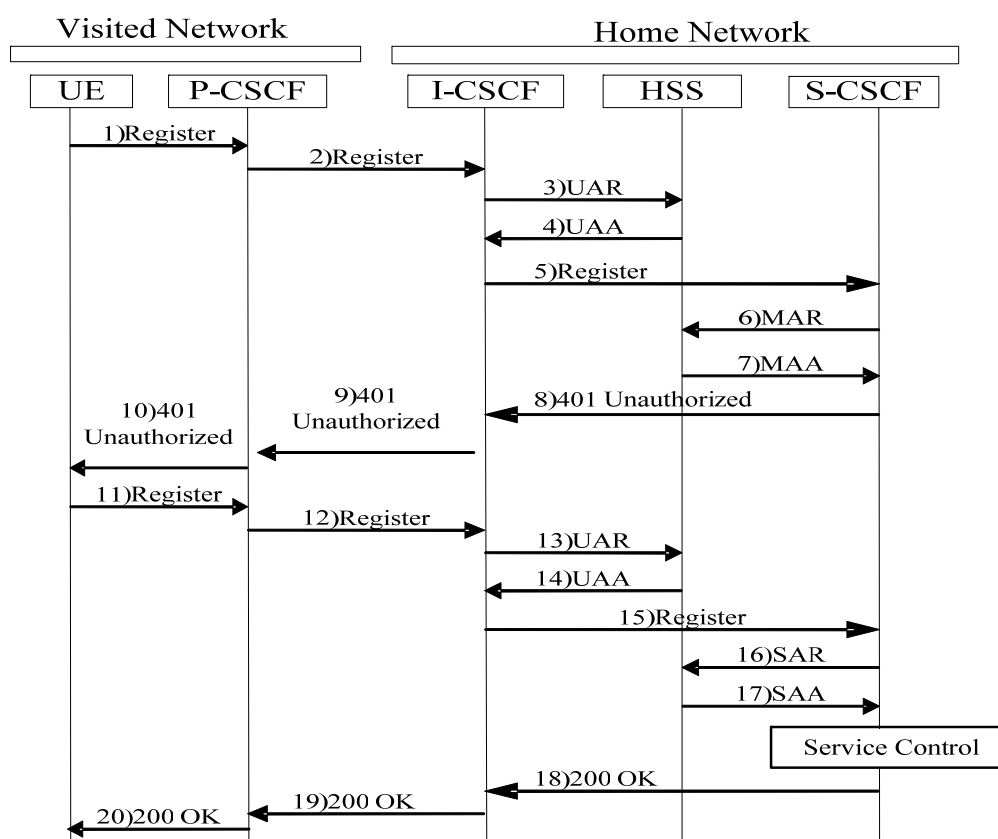 Visited Network
Home Network
UE
P-CSCF
I-CSCF
HSS
S-CSCF
1)Register
2)Register
3)UAR
4)UAA
5)Register
6)MAR
7)MAA
8)401 Unauthorized
9)401
Unauthorized
10)401
Unauthorized
11)Register
12)Register
13)UAR
14)UAA
15)Register
16)SAR
17)SAA
Service Control
18)200 OK
19)200 OK
20)200 OK